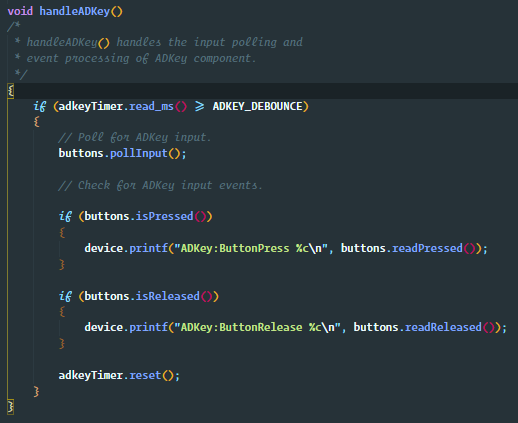 void handleADKey()
/*
 * handleADKey() handles the input polling and
 * event processing of ADKey component.
 */
{
    if (adkeyTimer.read_ms() >= ADKEY_DEBOUNCE)
    {
        // Poll for ADKey input.
        buttons.pollInput();

        // Check for ADKey input events.

        if (buttons.isPressed())
        {
            device.printf("ADKey:ButtonPress %c\n", buttons.readPressed());
        }

        if (buttons.isReleased())
        {
            device.printf("ADKey:ButtonRelease %c\n", buttons.readReleased());
        }

        adkeyTimer.reset();
    }
}